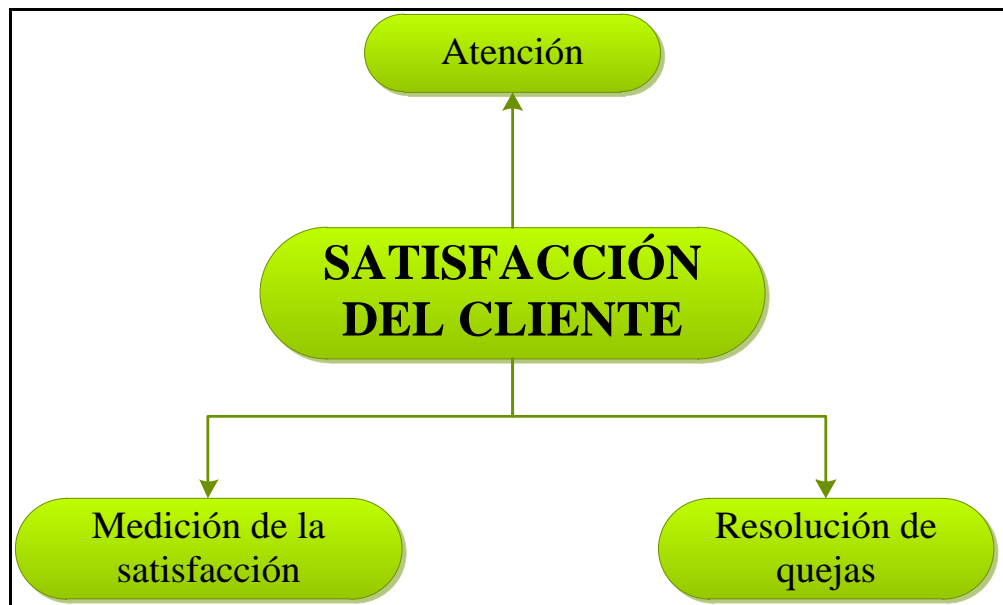 Atención
SATISFACCIÓN
DEL CLIENTE
Medición de la
satisfacción
Resolución de
quejas